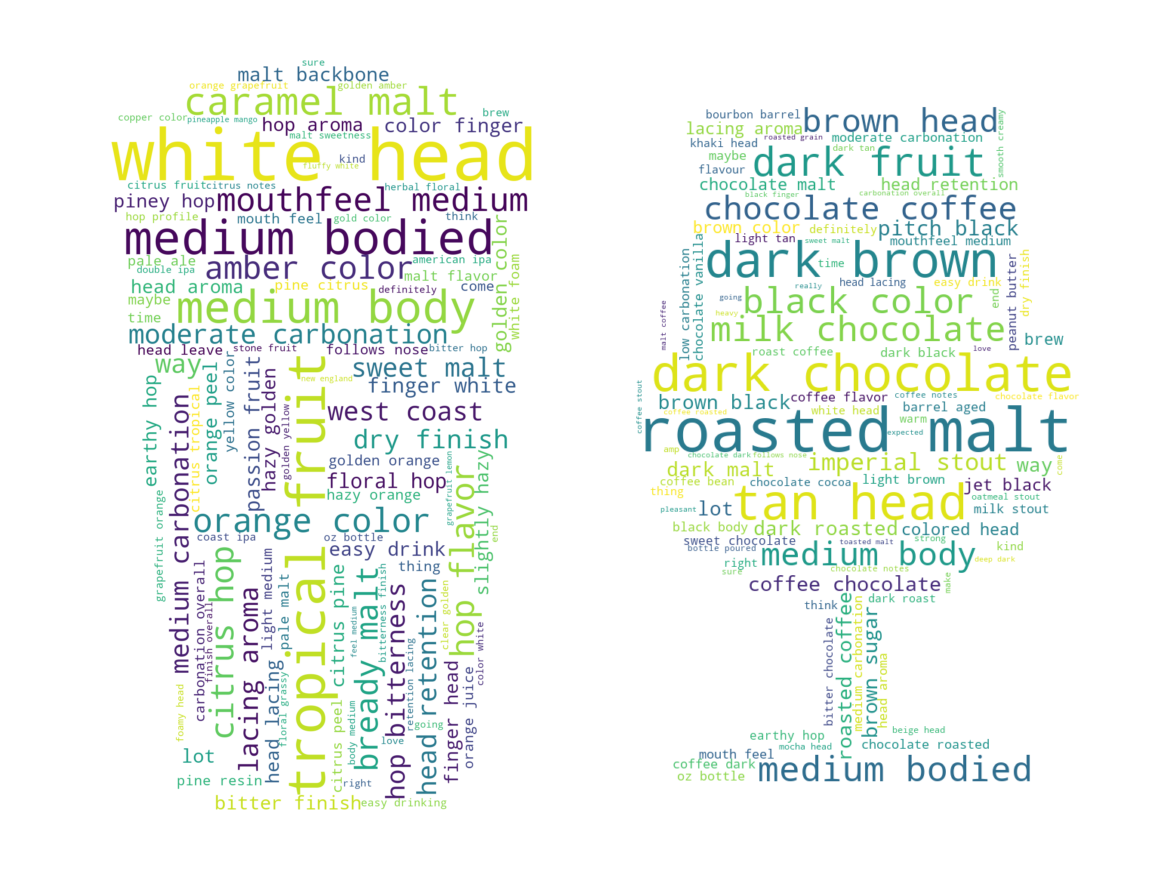 sure
malt backbone
orange grapefruit
golden amber
caramel malt
copper color
pineapple mango
brew
hop aroma
color finger
malt sweetness
white head
kind
fluffy white
citrus fruit
citrus notes
herbal floral
piney hop
mouthfeel medium
hop profile
mouth feel
gold color
think
medium bodied
golden color
white foam
pale ale
amber color
american ipa
double ipa
malt flavor
head aroma
pine citrus
definitely
come
maybe
medium body
time
moderate carbonation
head leave
stone fruit
follows nose
bitter hop
way
sweet malt
new england
finger white
earthy hop
orange peel
yellow color
passion fruit
hazy golden
golden yellow
tropical fruit
west coast
dry finish
medium carbonation
citrus tropical
golden orange
floral hop
hazy orange
grapefruit orange
grapefruit lemon
slightly hazy
hop flavor
end
orange color
coast ipa
oz bottle
easy drink
thing
citrus hop
carbonation overall
finish overall
lacing aroma
light medium
pale malt
citrus pine
feel medium
bready malt
bitterness finish
hop bitterness
head retention
retention lacing
clear golden
finger head
orange juice
color white
foamy head
head lacing
floral grassy
citrus peel
body medium
love
going
lot
pine resin
right
bitter finish
easy drinking
bourbon barrel
brown head
lacing aroma
roasted grain
moderate carbonation
khaki head
dark tan
smooth creamy
maybe
dark fruit
flavour
chocolate malt
head retention
black finger
carbonation overall
chocolate coffee
brown color
definitely
pitch black
light tan
sweet malt
mouthfeel medium
low carbonation
chocolate vanilla
dark brown
time
peanut butter
dry finish
really
head lacing
easy drink
going
black color
end
heavy
malt coffee
milk chocolate
brew
roast coffee
dark black
love
dark chocolate
coffee stout
brown black
coffee flavor
coffee notes
chocolate flavor
coffee roasted
white head
barrel aged
warm
roasted malt
expected
amp
chocolate dark
follows nose
imperial stout
way
come
dark malt
coffee bean
chocolate cocoa
light brown
jet black
thing
tan head
oatmeal stout
pleasant
lot
milk stout
black body
dark roasted
colored head
sweet chocolate
toasted malt
strong
bottle poured
medium body
kind
right
deep dark
sure
chocolate notes
coffee chocolate
make
think
dark roast
bitter chocolate
roasted coffee
medium carbonation
brown sugar
head aroma
beige head
earthy hop
mocha head
chocolate roasted
mouth feel
coffee dark
oz bottle
medium bodied